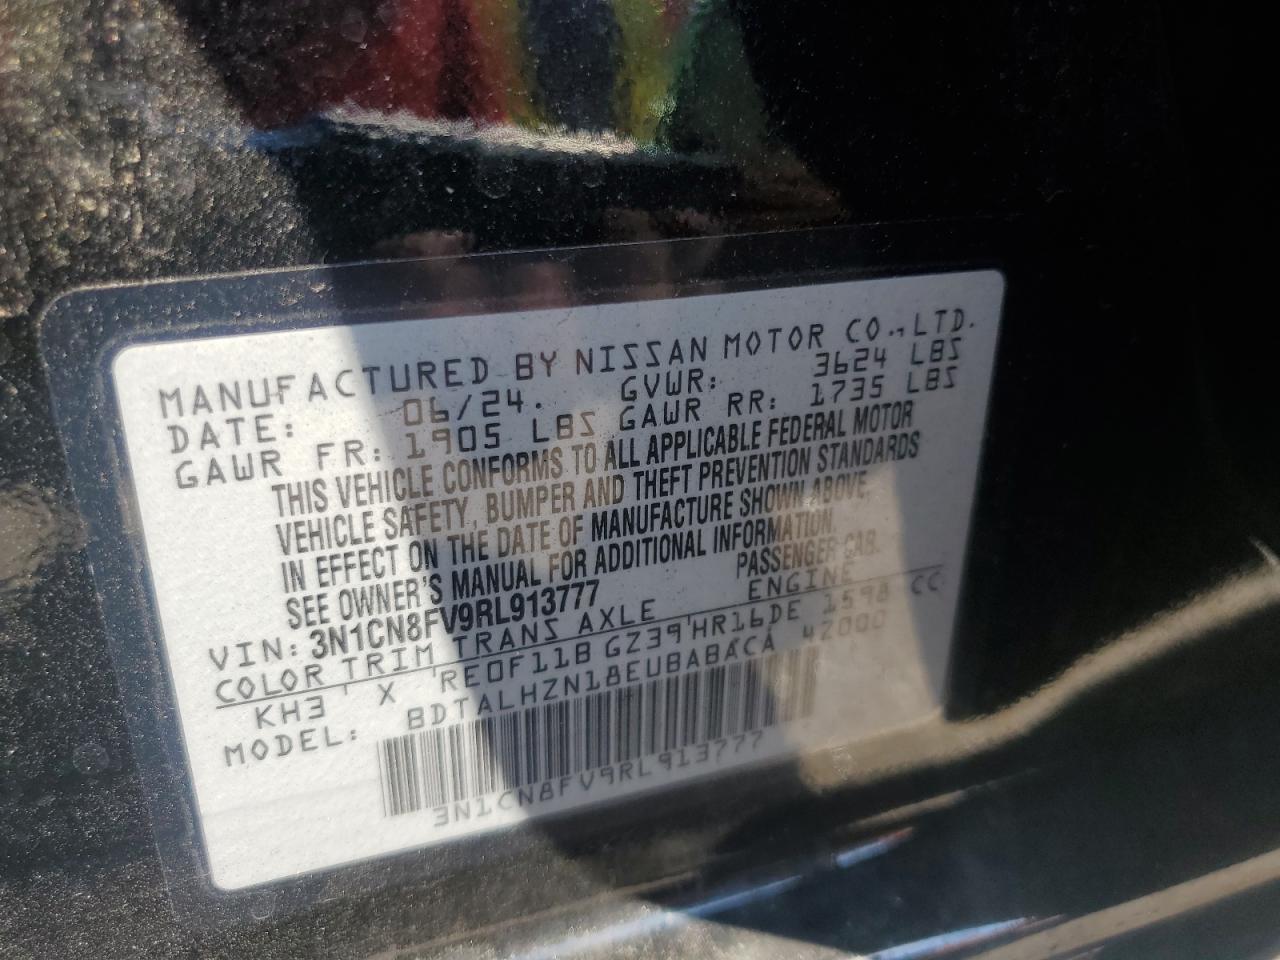 MANUFACTURED BY NISSAN MOTOR CO.,LTD.
DATE: 06/24. GVWR: 3624 LBS
GAWR FR: 1905 LBS GAWR RR: 1735 LBS
THIS VEHICLE CONFORMS TO ALL APPLICABLE FEDERAL MOTOR
VEHICLE SAFETY, BUMPER AND THEFT PREVENTION STANDARDS
IN EFFECT ON THE DATE OF MANUFACTURE SHOWN ABOVE.
SEE OWNER'S MANUAL FOR ADDITIONAL INFORMATION.
VIN: 3N1CN8FV9RL913777 PASSENGER CAR.
COLOR TRIM TRANS AXLE ENGINE
KH3 X RE0F11B GZ39 HR16DE 1598 CC
MODEL: BDTALHZN18EUBABACA 42000
3N1CN8FV9RL913777